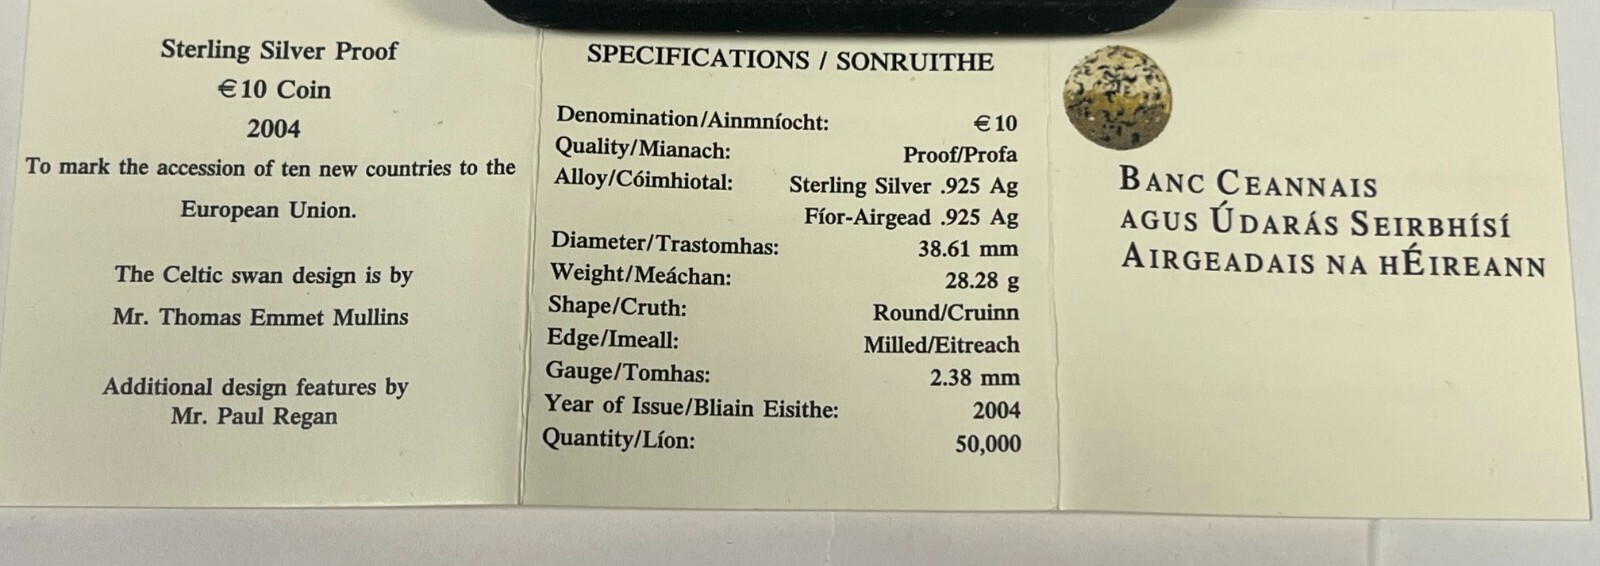 Sterling Silver Proof
€10 Coin
2004
To mark the accession of ten new countries to the
European Union.
The Celtic swan design is by
Mr. Thomas Emmet Mullins
Additional design features by
Mr. Paul Regan
SPECIFICATIONS / SONRUITHE
Denomination/Ainmníocht: €10
Quality/Mianach: Proof/Profa
Alloy/Cóimhiotal: Sterling Silver .925 Ag
Fíor-Airgead .925 Ag
Diameter/Trastomhas: 38.61 mm
Weight/Meáchan: 28.28 g
Shape/Cruth: Round/Cruinn
Edge/Imeall: Milled/Eitreach
Gauge/Tomhas: 2.38 mm
Year of Issue/Bliain Eisithe: 2004
Quantity/Líon: 50,000
BANC CEANNAIS
AGUS ÚDARÁS SEIRBHÍSÍ
AIRGEADAIS NA hÉIREANN